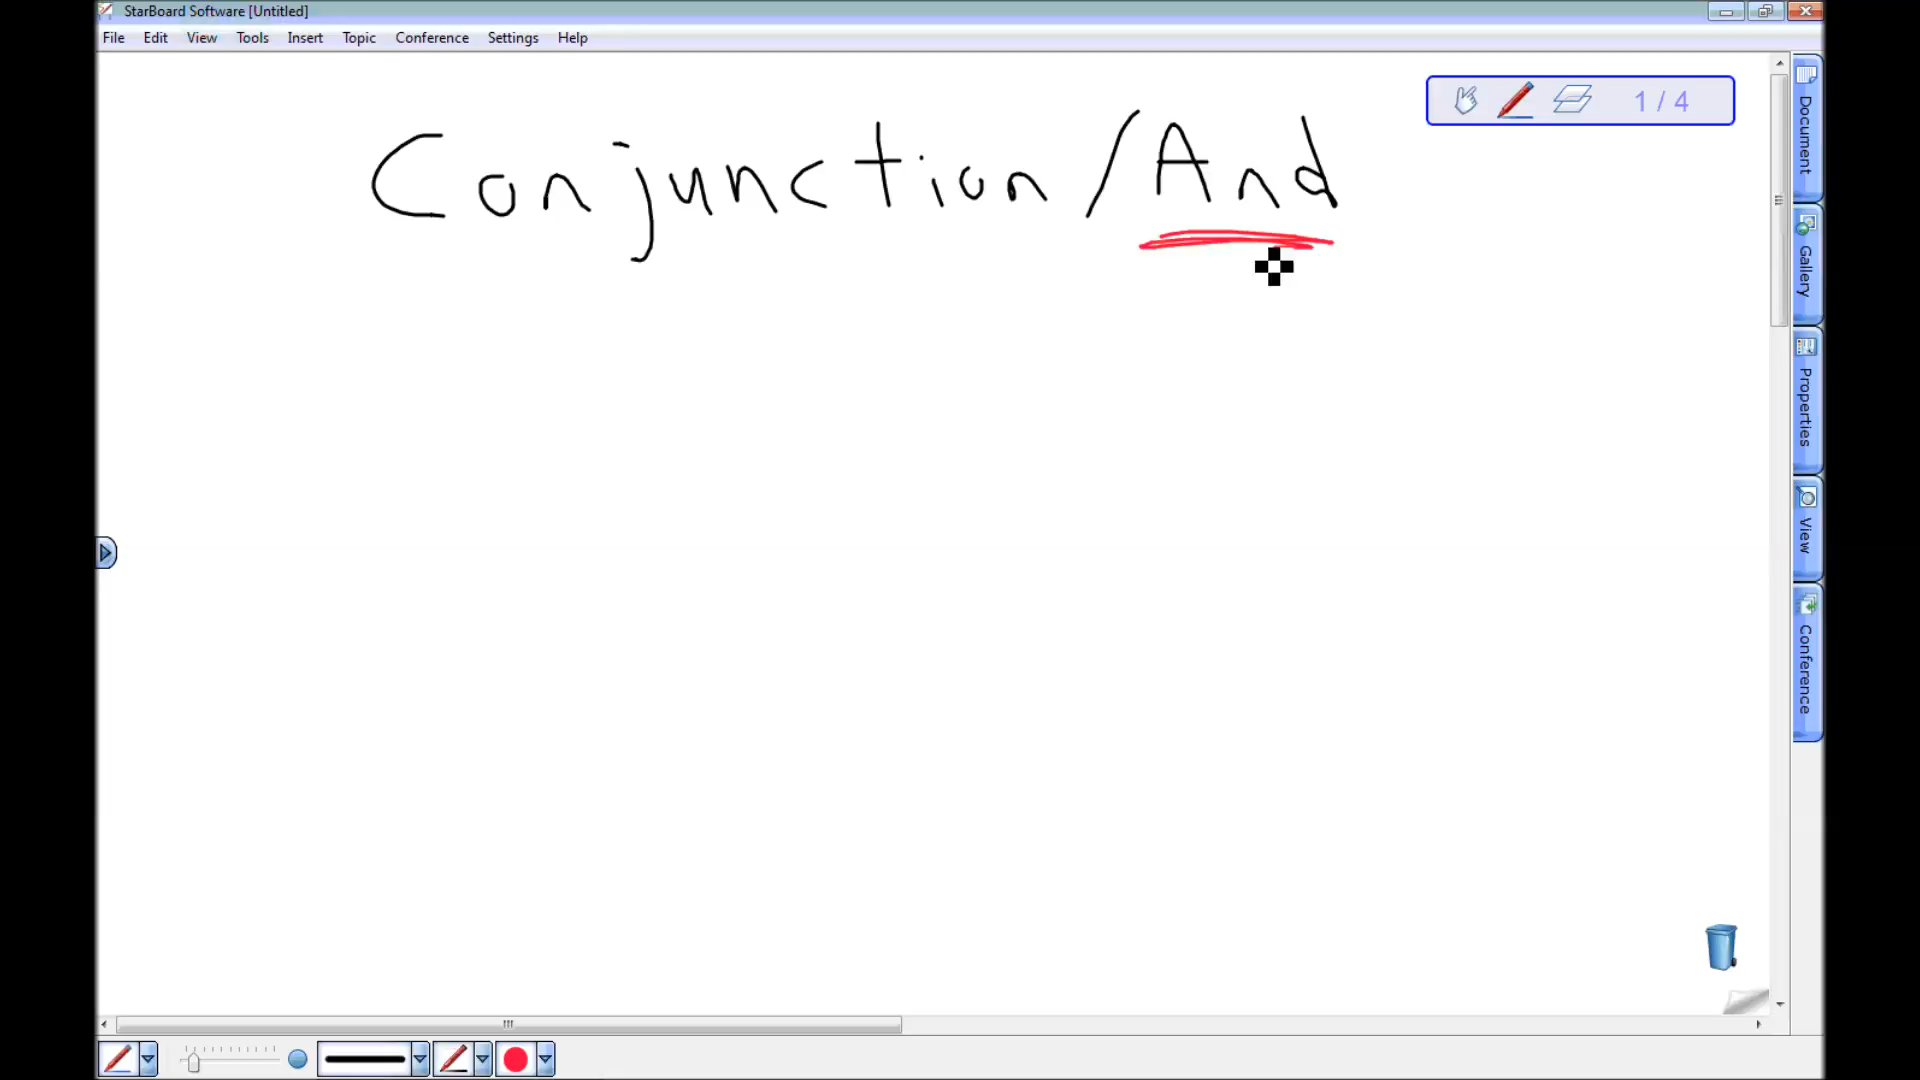 StarBoard Software [Untitled]
File Edit View Tools Insert Topic Conference Settings Help
1 / 4
Conjunction/And
Document
Gallery
Properties
View
Conference